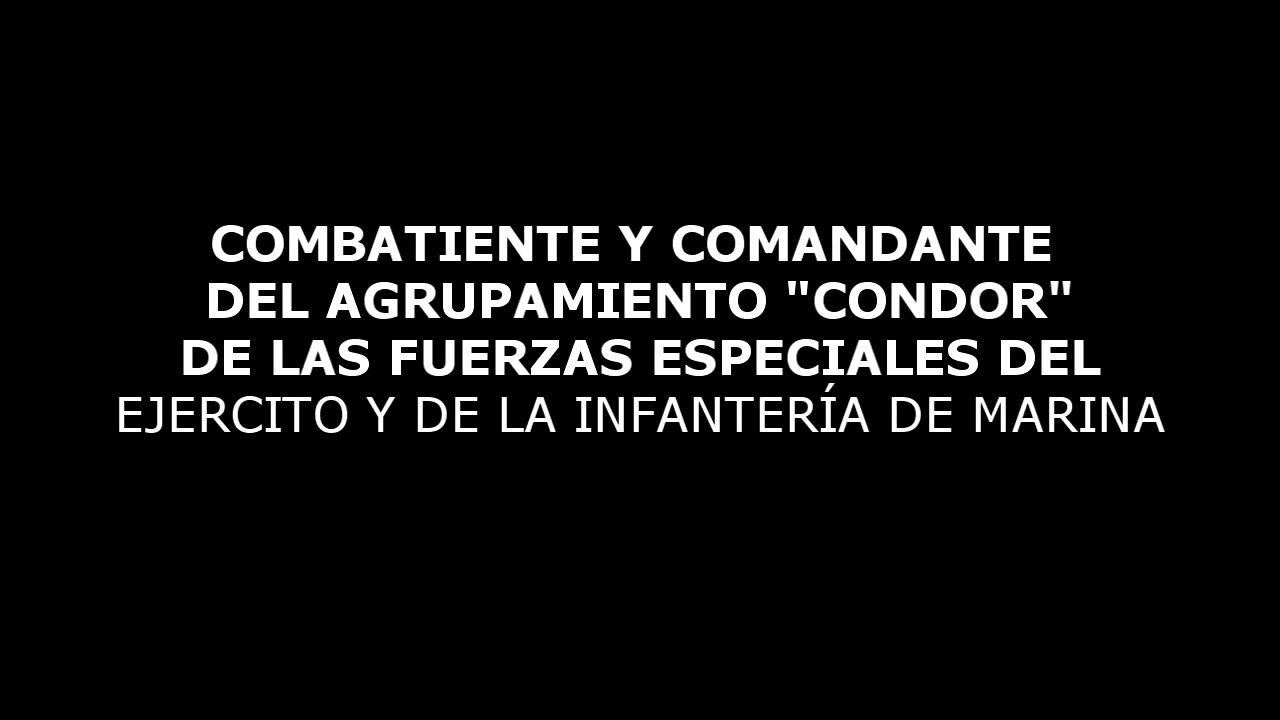 COMBATIENTE Y COMANDANTE
DEL AGRUPAMIENTO "CONDOR"
DE LAS FUERZAS ESPECIALES DEL
EJERCITO Y DE LA INFANTERÍA DE MARINA